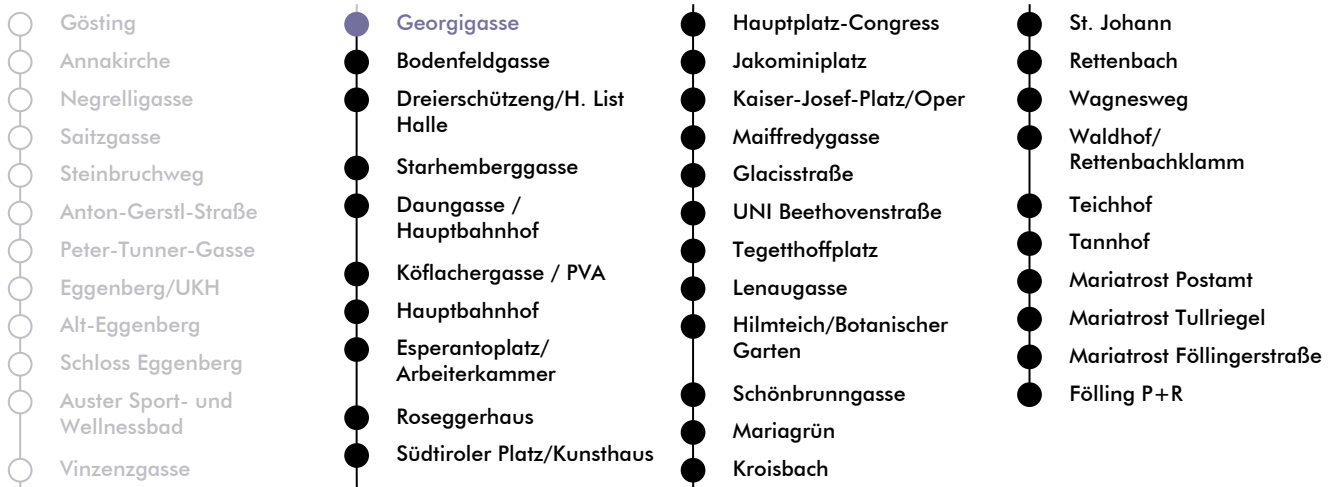 Gösting
Annakirche
Negrelligasse
Saitzgasse
Steinbruchweg
Anton-Gerstl-Straße
Peter-Tunner-Gasse
Eggenberg/UKH
Alt-Eggenberg
Schloss Eggenberg
Auster Sport- und
Wellnessbad
Vinzenzgasse
Georgigasse
Bodenfeldgasse
Dreierschützeng/H. List
Halle
Starhemberggasse
Daungasse /
Hauptbahnhof
Köflachergasse / PVA
Hauptbahnhof
Esperantoplatz/
Arbeiterkammer
Roseggerhaus
Südtiroler Platz/Kunsthaus
Hauptplatz-Congress
Jakominiplatz
Kaiser-Josef-Platz/Oper
Maiffredygasse
Glacisstraße
UNI Beethovenstraße
Tegetthoffplatz
Lenaugasse
Hilmteich/Botanischer
Garten
Schönbrunngasse
Mariagrün
Kroisbach
St. Johann
Rettenbach
Wagnesweg
Waldhof/
Rettenbachklamm
Teichhof
Tannhof
Mariatrost Postamt
Mariatrost Tullriegel
Mariatrost Föllingerstraße
Fölling P+R